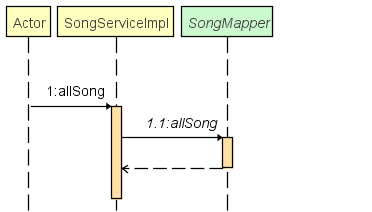 Actor
SongServiceImpl
SongMapper
1:allSong
1.1:allSong